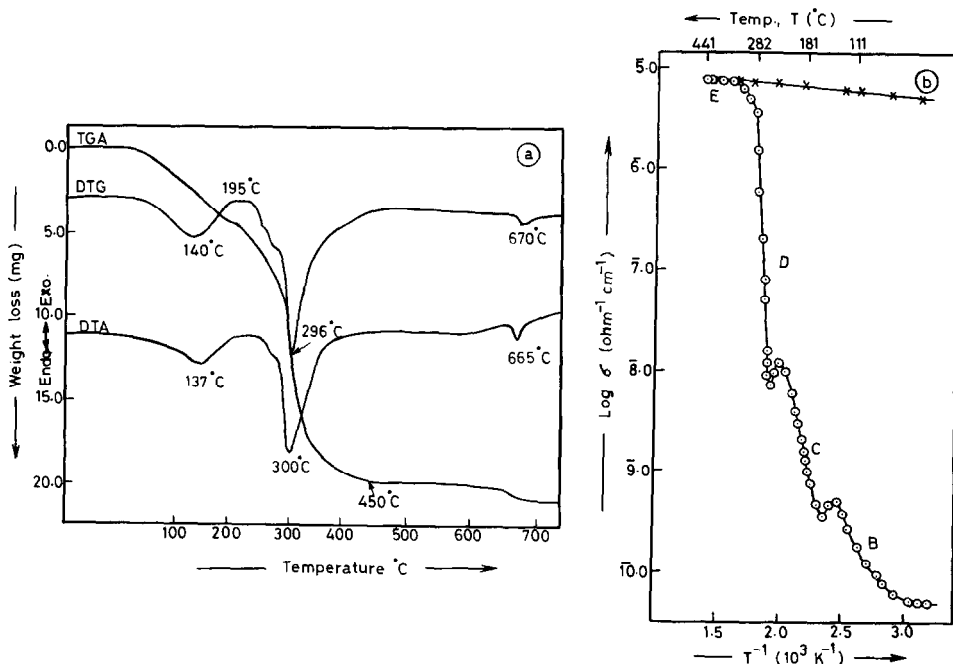 TGA
DTG
DTA
0.0
5.0
10.0
15.0
20.0
Weight loss (mg)
Endo. Exo.
195°C
140°C
296°C
670°C
137°C
300°C
450°C
665°C
a
100 200 300 400 500 600 700
Temperature °C
Temp., T (°C)
441 282 181 111
b
5̄.0
6̄.0
7̄.0
8̄.0
9̄.0
1̄0.0
Log σ (ohm⁻¹ cm⁻¹)
E
D
C
B
1.5 2.0 2.5 3.0
T⁻¹ (10³ K⁻¹)